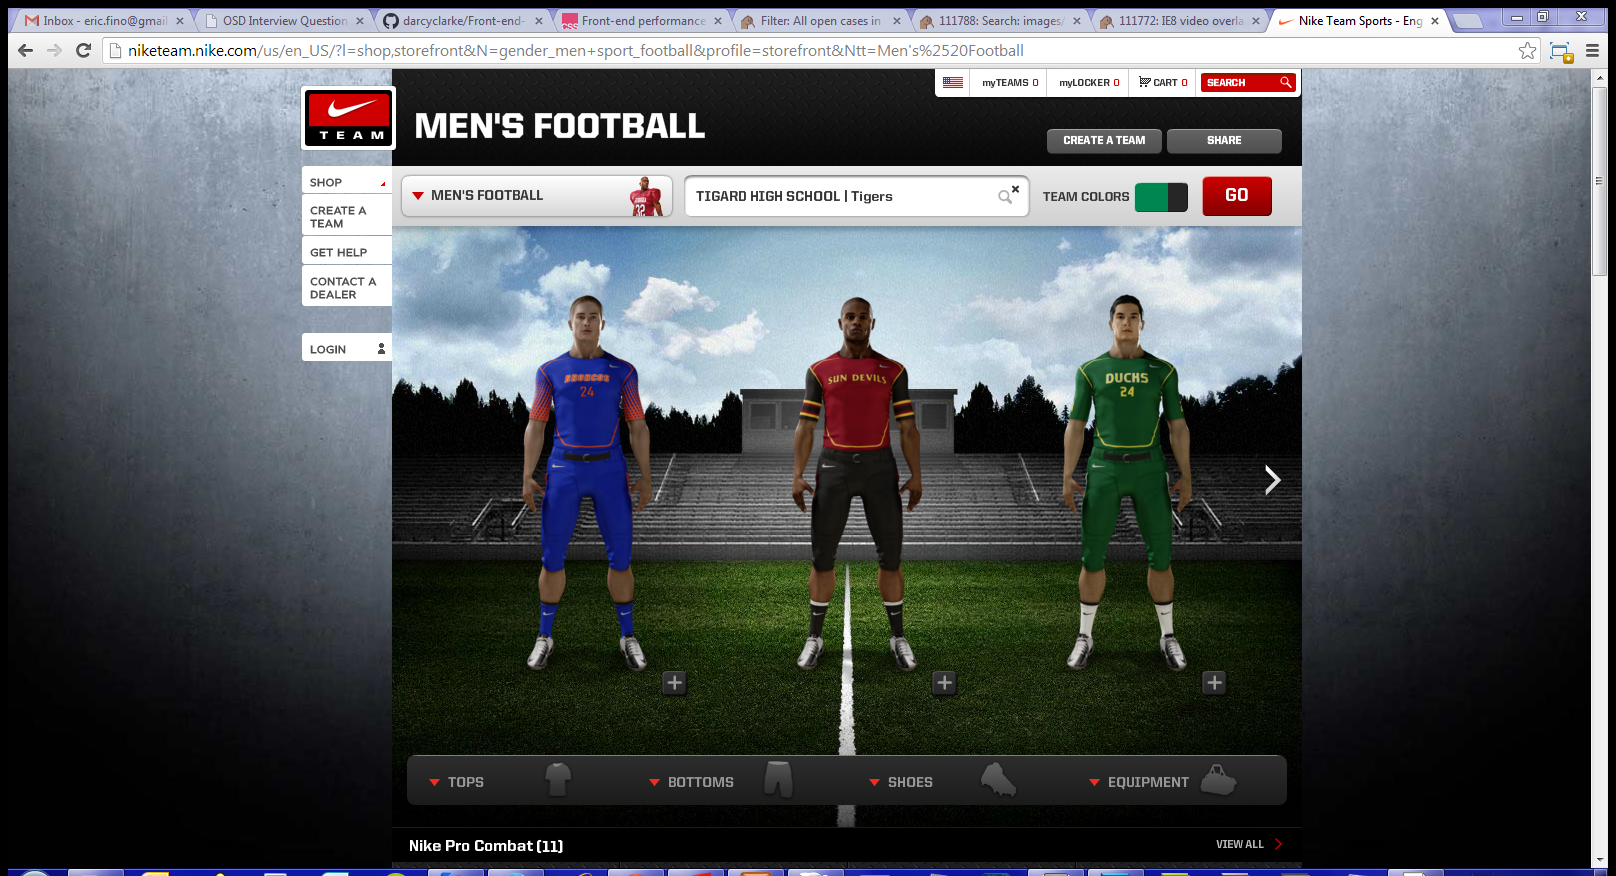 Inbox - eric.fino@gmail
OSD Interview Question
darcyclarke/Front-end-
Front-end performance
Filter: All open cases in
111788: Search: images/
111772: IE8 video overla
Nike Team Sports - Eng
niketeam.nike.com/us/en_US/?l=shop,storefront&N=gender_men+sport_football&profile=storefront&Ntt=Men's%2520Football
myTEAMS 0
myLOCKER 0
CART 0
SEARCH
TEAM
MEN'S FOOTBALL
CREATE A TEAM
SHARE
SHOP
CREATE A
TEAM
GET HELP
CONTACT A
DEALER
LOGIN
MEN'S FOOTBALL
32
TIGARD HIGH SCHOOL | Tigers
TEAM COLORS
GO
BRONCOS
24
SUN DEVILS
DUCKS
24
TOPS
BOTTOMS
SHOES
EQUIPMENT
Nike Pro Combat (11)
VIEW ALL